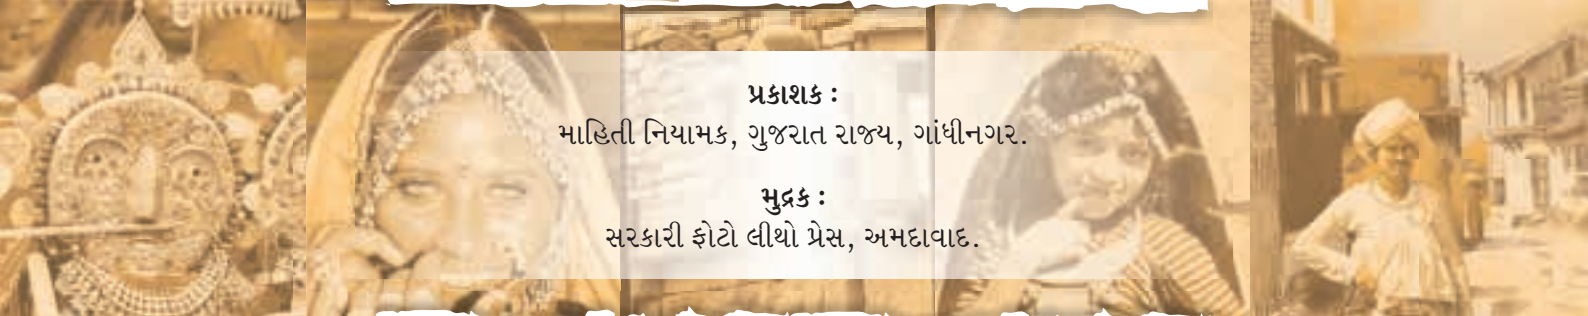 પ્રકાશક :
માહિતી નિયામક, ગુજરાત રાજ્ય, ગાંધીનગર.
મુદ્રક :
સરકારી ફોટો લીથો પ્રેસ, અમદાવાદ.